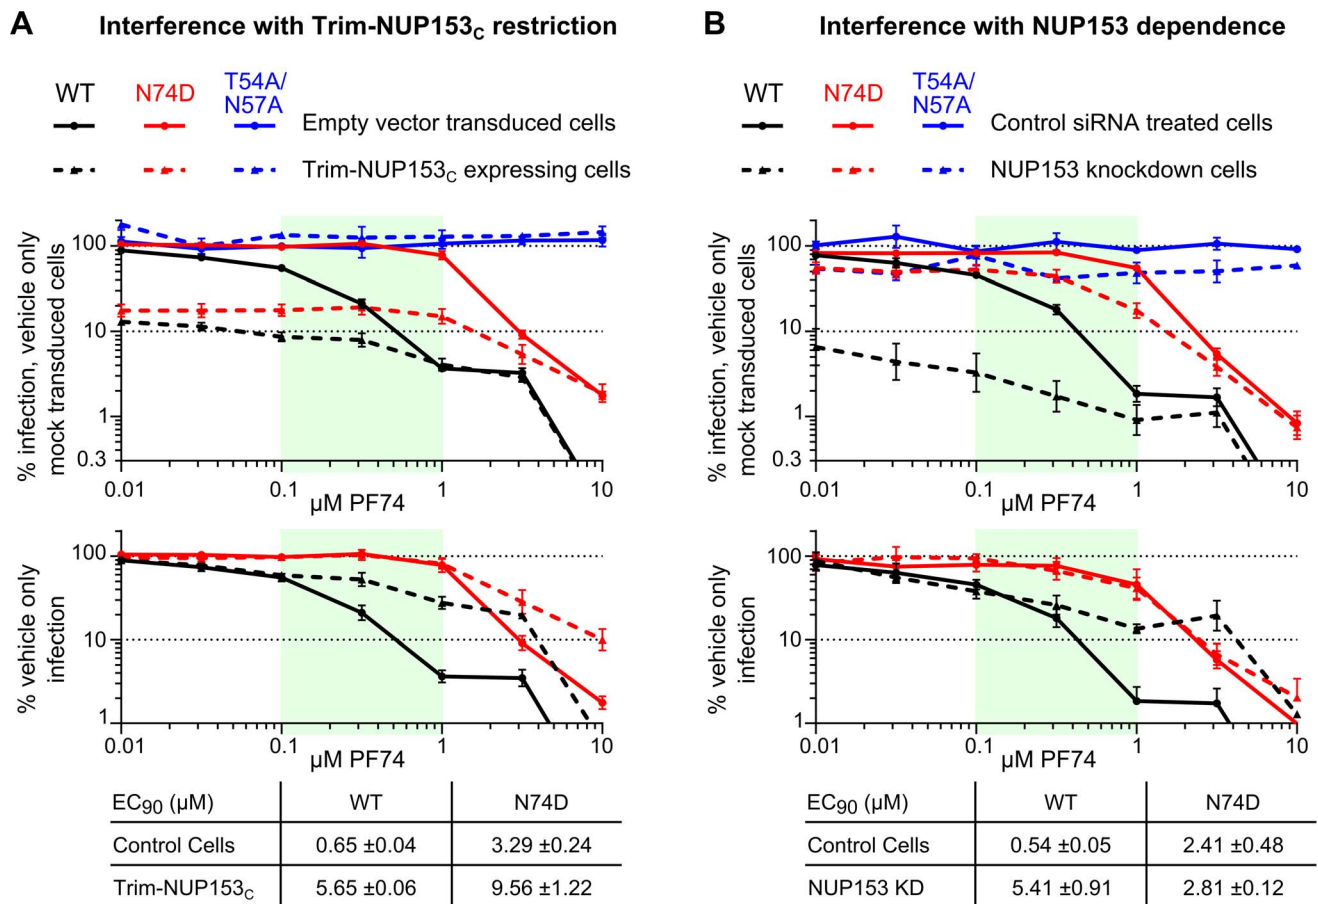 A Interference with Trim-NUP153C restriction
WT N74D T54A/
N57A
Empty vector transduced cells
Trim-NUP153C expressing cells
% infection, vehicle only
mock transduced cells
100
10
1
0.3
0.01 0.1 1 10
µM PF74
% vehicle only
infection
100
10
1
0.01 0.1 1 10
µM PF74
EC90 (µM) WT N74D
Control Cells 0.65 ±0.04 3.29 ±0.24
Trim-NUP153C 5.65 ±0.06 9.56 ±1.22
B Interference with NUP153 dependence
WT N74D T54A/
N57A
Control siRNA treated cells
NUP153 knockdown cells
% infection, vehicle only
mock transduced cells
100
10
1
0.3
0.01 0.1 1 10
µM PF74
% vehicle only
infection
100
10
1
0.01 0.1 1 10
µM PF74
EC90 (µM) WT N74D
Control Cells 0.54 ±0.05 2.41 ±0.48
NUP153 KD 5.41 ±0.91 2.81 ±0.12